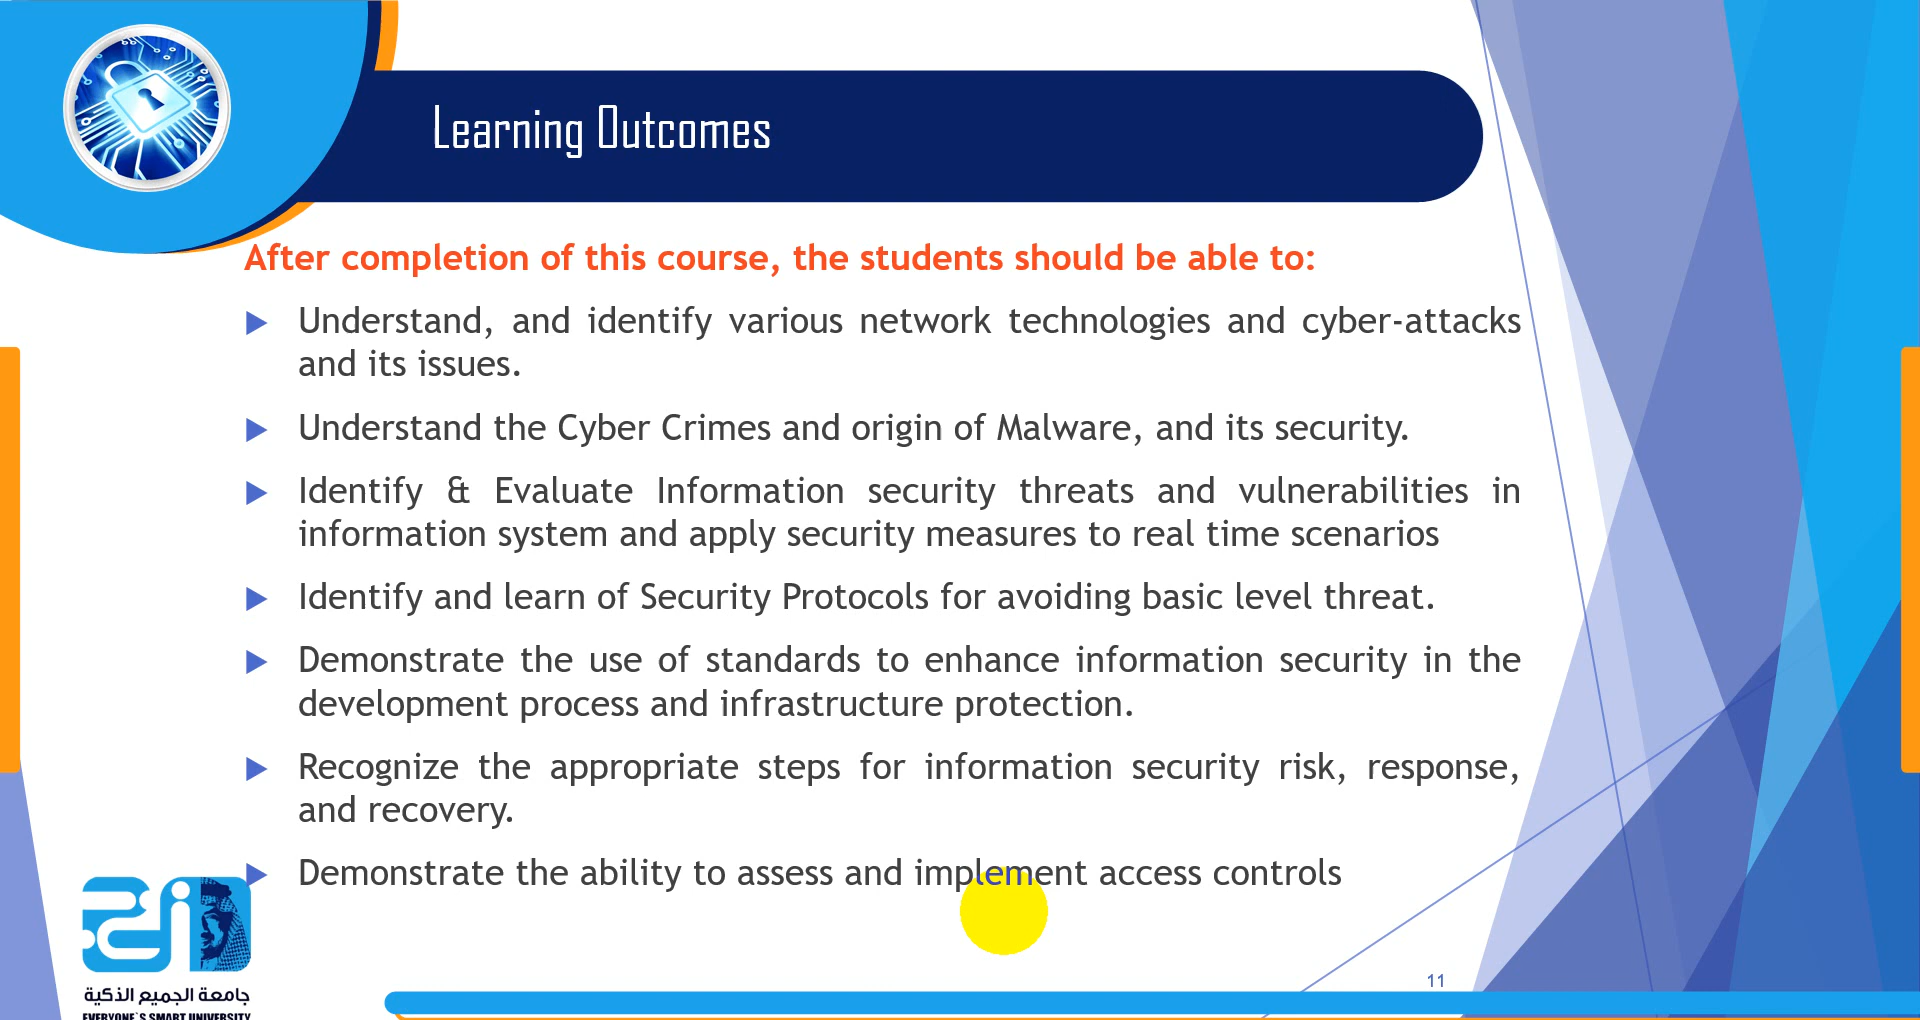 Learning Outcomes
After completion of this course, the students should be able to:
Understand, and identify various network technologies and cyber-attacks
and its issues.
Understand the Cyber Crimes and origin of Malware, and its security.
Identify & Evaluate Information security threats and vulnerabilities in
information system and apply security measures to real time scenarios
Identify and learn of Security Protocols for avoiding basic level threat.
Demonstrate the use of standards to enhance information security in the
development process and infrastructure protection.
Recognize the appropriate steps for information security risk, response,
and recovery.
Demonstrate the ability to assess and implement access controls
جامعة الجميع الذكية
EVERYONE`S SMART UNIVERSITY
11